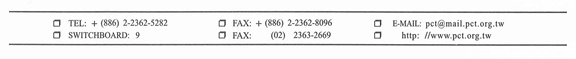 ❐ TEL: + (886) 2-2362-5282 ❐ FAX: + (886) 2-2362-8096 ❐ E-MAIL: pct@mail.pct.org.tw
❐ SWITCHBOARD: 9 ❐ FAX: (02) 2363-2669 ❐ http: //www.pct.org.tw